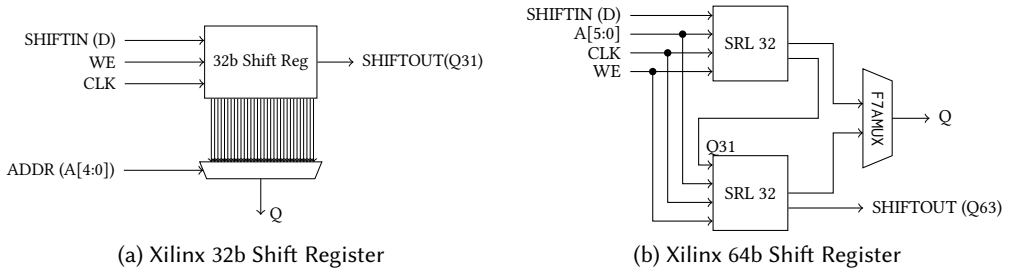 SHIFTIN (D)
WE
CLK
32b Shift Reg
SHIFTOUT(Q31)
ADDR (A[4:0])
Q
(a) Xilinx 32b Shift Register
SHIFTIN (D)
A[5:0]
CLK
WE
SRL 32
F7AMUX
Q
Q31
SRL 32
SHIFTOUT (Q63)
(b) Xilinx 64b Shift Register